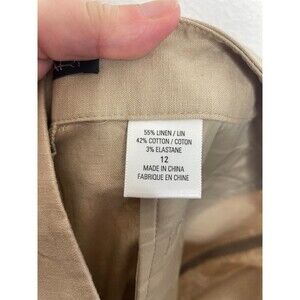 55% LINEN / LIN
42% COTTON / COTON
3% ELASTANE
12
MADE IN CHINA
FABRIQUE EN CHINE